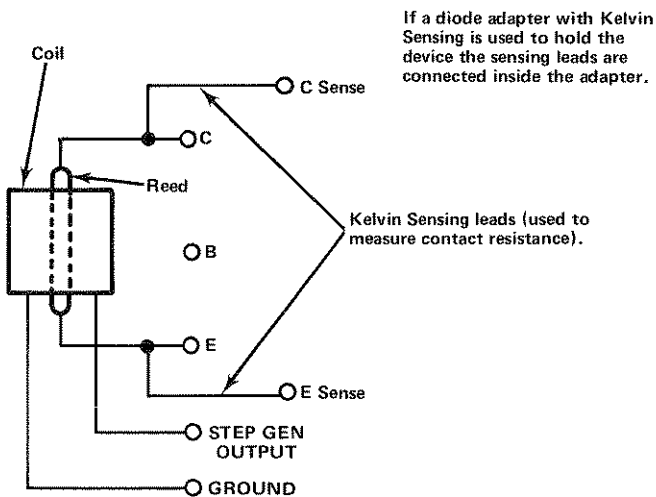 If a diode adapter with Kelvin
Sensing is used to hold the
device the sensing leads are
connected inside the adapter.
Coil
C Sense
C
Reed
Kelvin Sensing leads (used to
measure contact resistance).
B
E
E Sense
STEP GEN
OUTPUT
GROUND